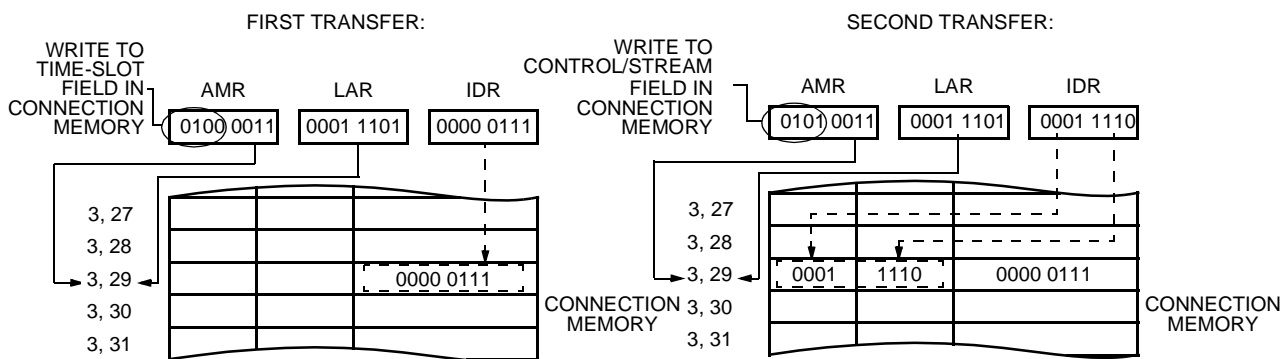 FIRST TRANSFER:
WRITE TO
TIME-SLOT
FIELD IN
CONNECTION
MEMORY
AMR LAR IDR
0100 0011 0001 1101 0000 0111
3, 27
3, 28
3, 29 0000 0111
3, 30
3, 31
CONNECTION
MEMORY
SECOND TRANSFER:
WRITE TO
CONTROL/STREAM
FIELD IN
CONNECTION
MEMORY
AMR LAR IDR
0101 0011 0001 1101 0001 1110
3, 27
3, 28
3, 29 0001 1110 0000 0111
3, 30
3, 31
CONNECTION
MEMORY